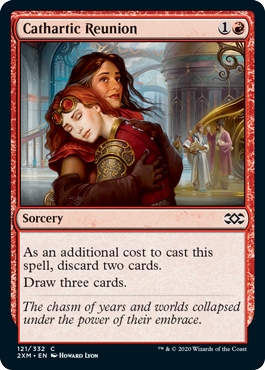 Cathartic Reunion 1
Sorcery
As an additional cost to cast this
spell, discard two cards.
Draw three cards.
The chasm of years and worlds collapsed
under the power of their embrace.
121/332 C
2XM • EN Howard Lyon
™ & © 2020 Wizards of the Coast